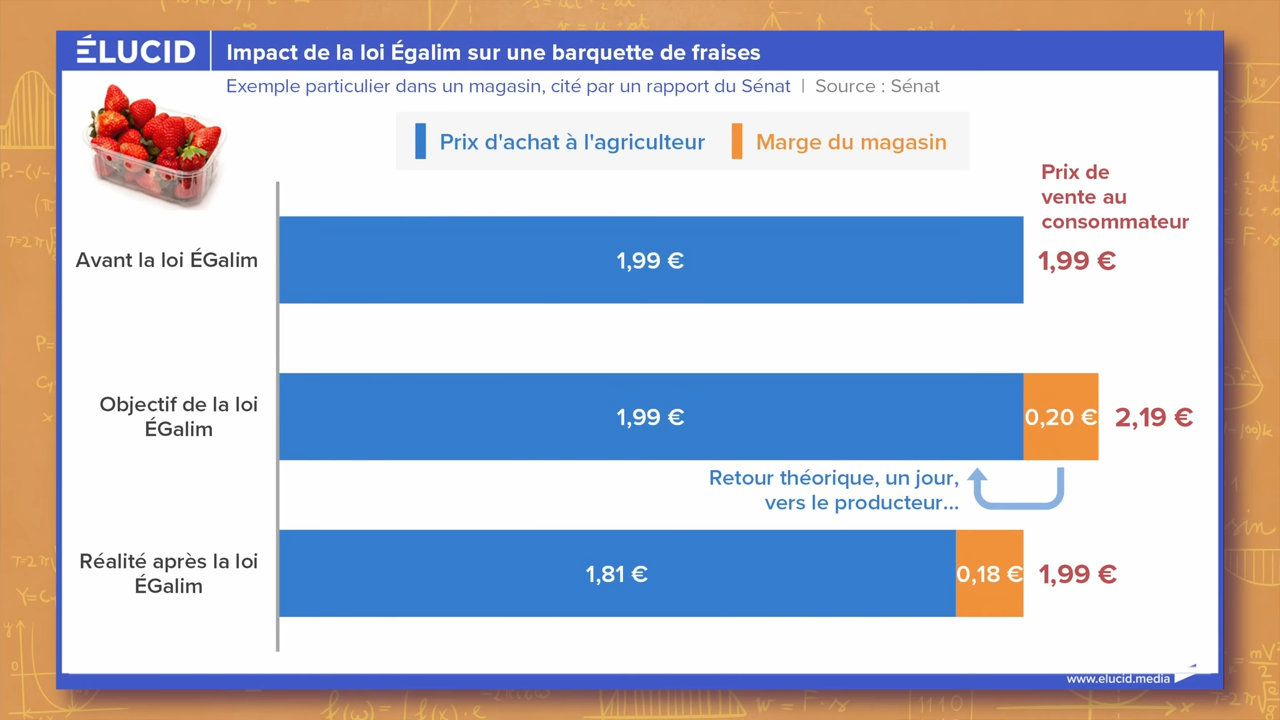 ÉLUCID
Impact de la loi Égalim sur une barquette de fraises
Exemple particulier dans un magasin, cité par un rapport du Sénat | Source : Sénat
Prix d'achat à l'agriculteur
Marge du magasin
Prix de
vente au
consommateur
Avant la loi ÉGalim
1,99 €
1,99 €
Objectif de la loi
ÉGalim
1,99 €
0,20 €
2,19 €
Retour théorique, un jour,
vers le producteur...
Réalité après la loi
ÉGalim
1,81 €
0,18 €
1,99 €
www.elucid.media